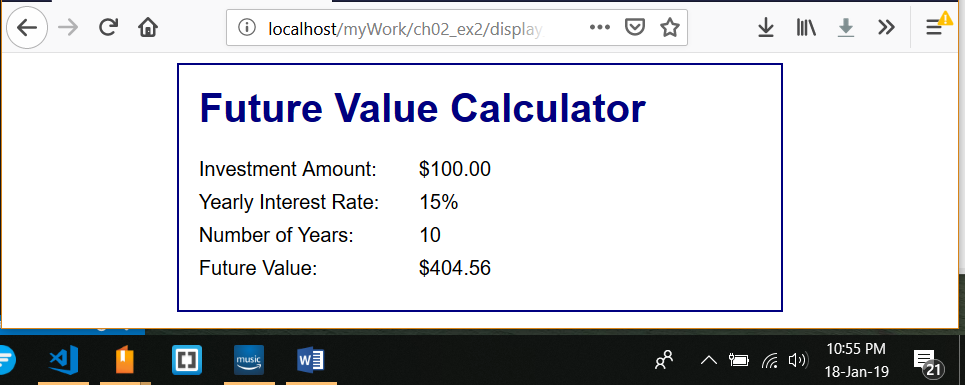 localhost/myWork/ch02_ex2/display
Future Value Calculator
Investment Amount: $100.00
Yearly Interest Rate: 15%
Number of Years: 10
Future Value: $404.56
music
W
10:55 PM
18-Jan-19
21